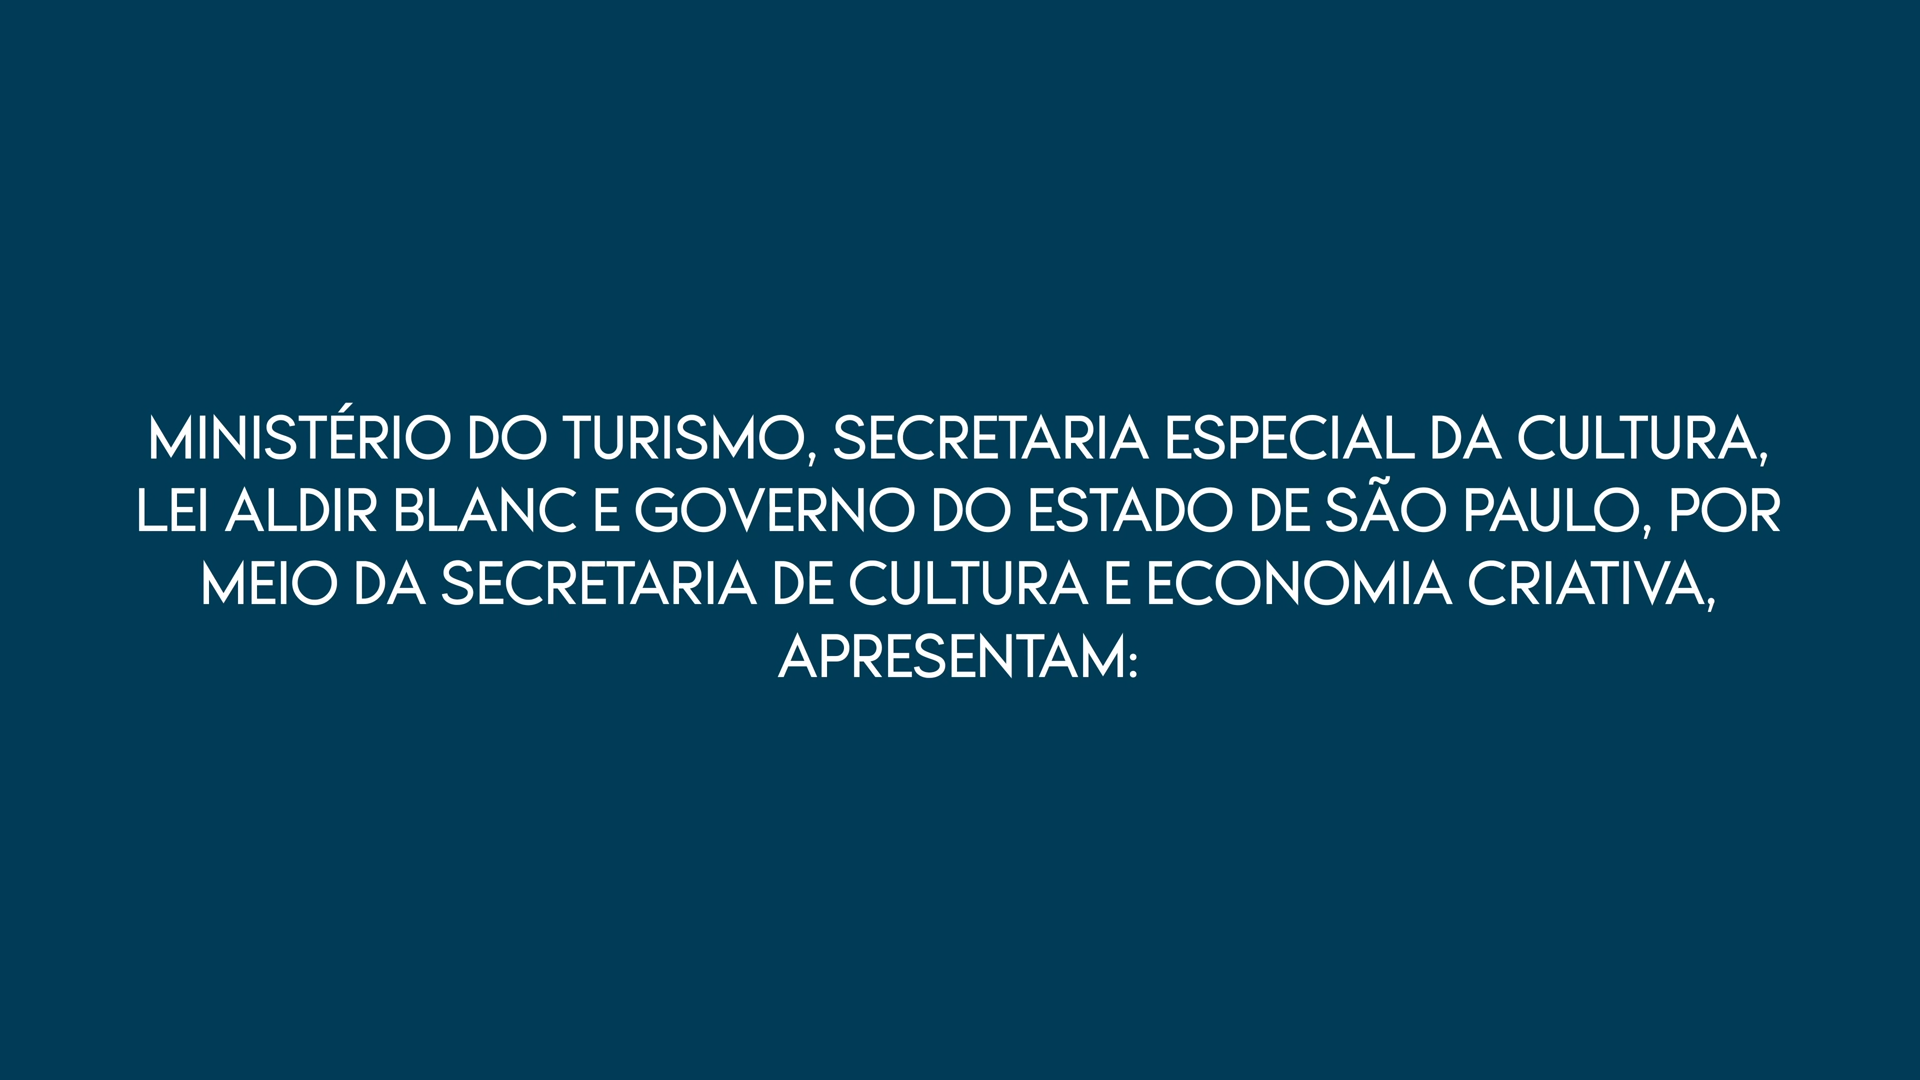 MINISTÉRIO DO TURISMO, SECRETARIA ESPECIAL DA CULTURA,
LEI ALDIR BLANC E GOVERNO DO ESTADO DE SÃO PAULO, POR
MEIO DA SECRETARIA DE CULTURA E ECONOMIA CRIATIVA,
APRESENTAM: